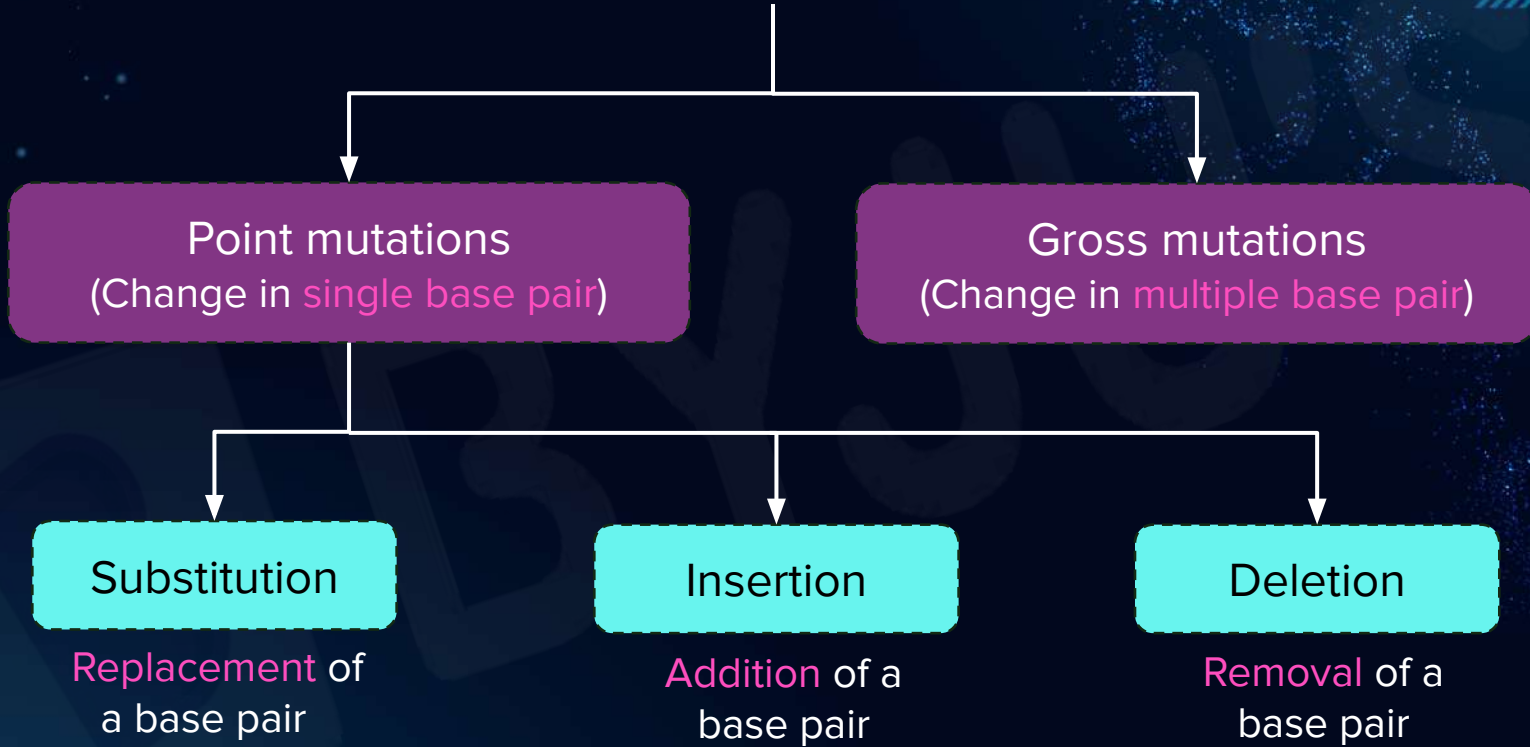 Point mutations
(Change in single base pair)
Gross mutations
(Change in multiple base pair)
Substitution
Replacement of
a base pair
Insertion
Addition of a
base pair
Deletion
Removal of a
base pair
BYJU'S